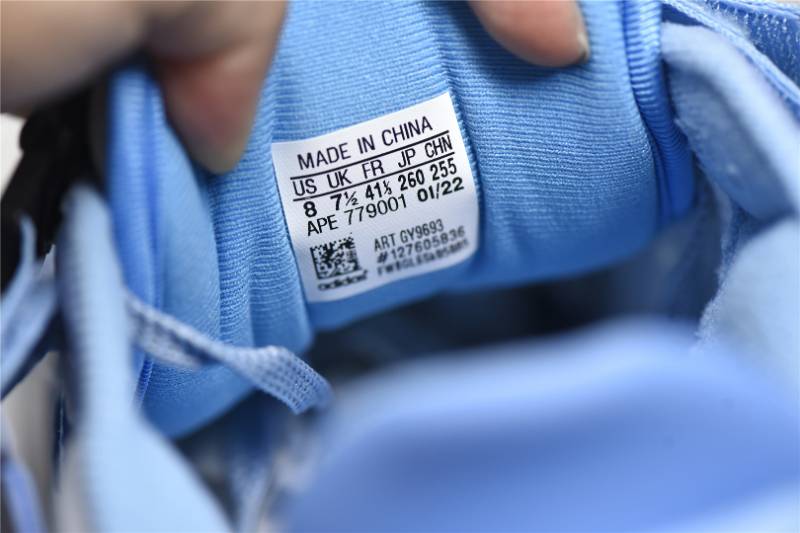 MADE IN CHINA
US UK FR JP CHN
8 7½ 41⅓ 260 255
APE 779001 01/22
ART GY9693
#127605836
adidas